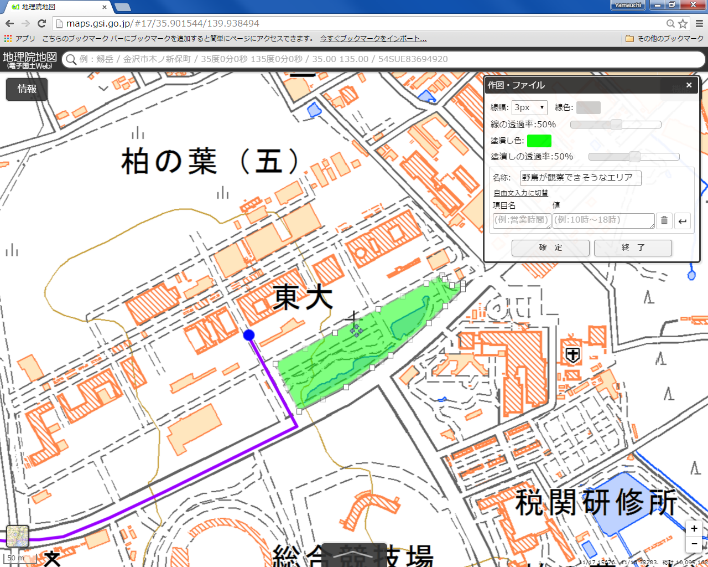 地理院地図
Yamauchi
maps.gsi.go.jp/#17/35.901544/139.938494
アプリ こちらのブックマーク バーにブックマークを追加すると簡単にページにアクセスできます。 今すぐブックマークをインポート... その他のブックマーク
地理院地図
(電子国土Web)
例：剱岳 / 金沢市木ノ新保町 / 35度0分0秒 135度0分0秒 / 35.00 135.00 / 54SUE83694920
情報
作図・ファイル
線幅: 3px 線色:
線の透過率:50%
塗潰し色:
塗潰しの透過率:50%
名称: 野鳥が観察できそうなエリア
自由文入力に切替
項目名 値
(例:営業時間) (例:10時～18時)
確 定 終 了
柏の葉（五）
東大
税関研修所
総合競技場
文
50 m
+
−